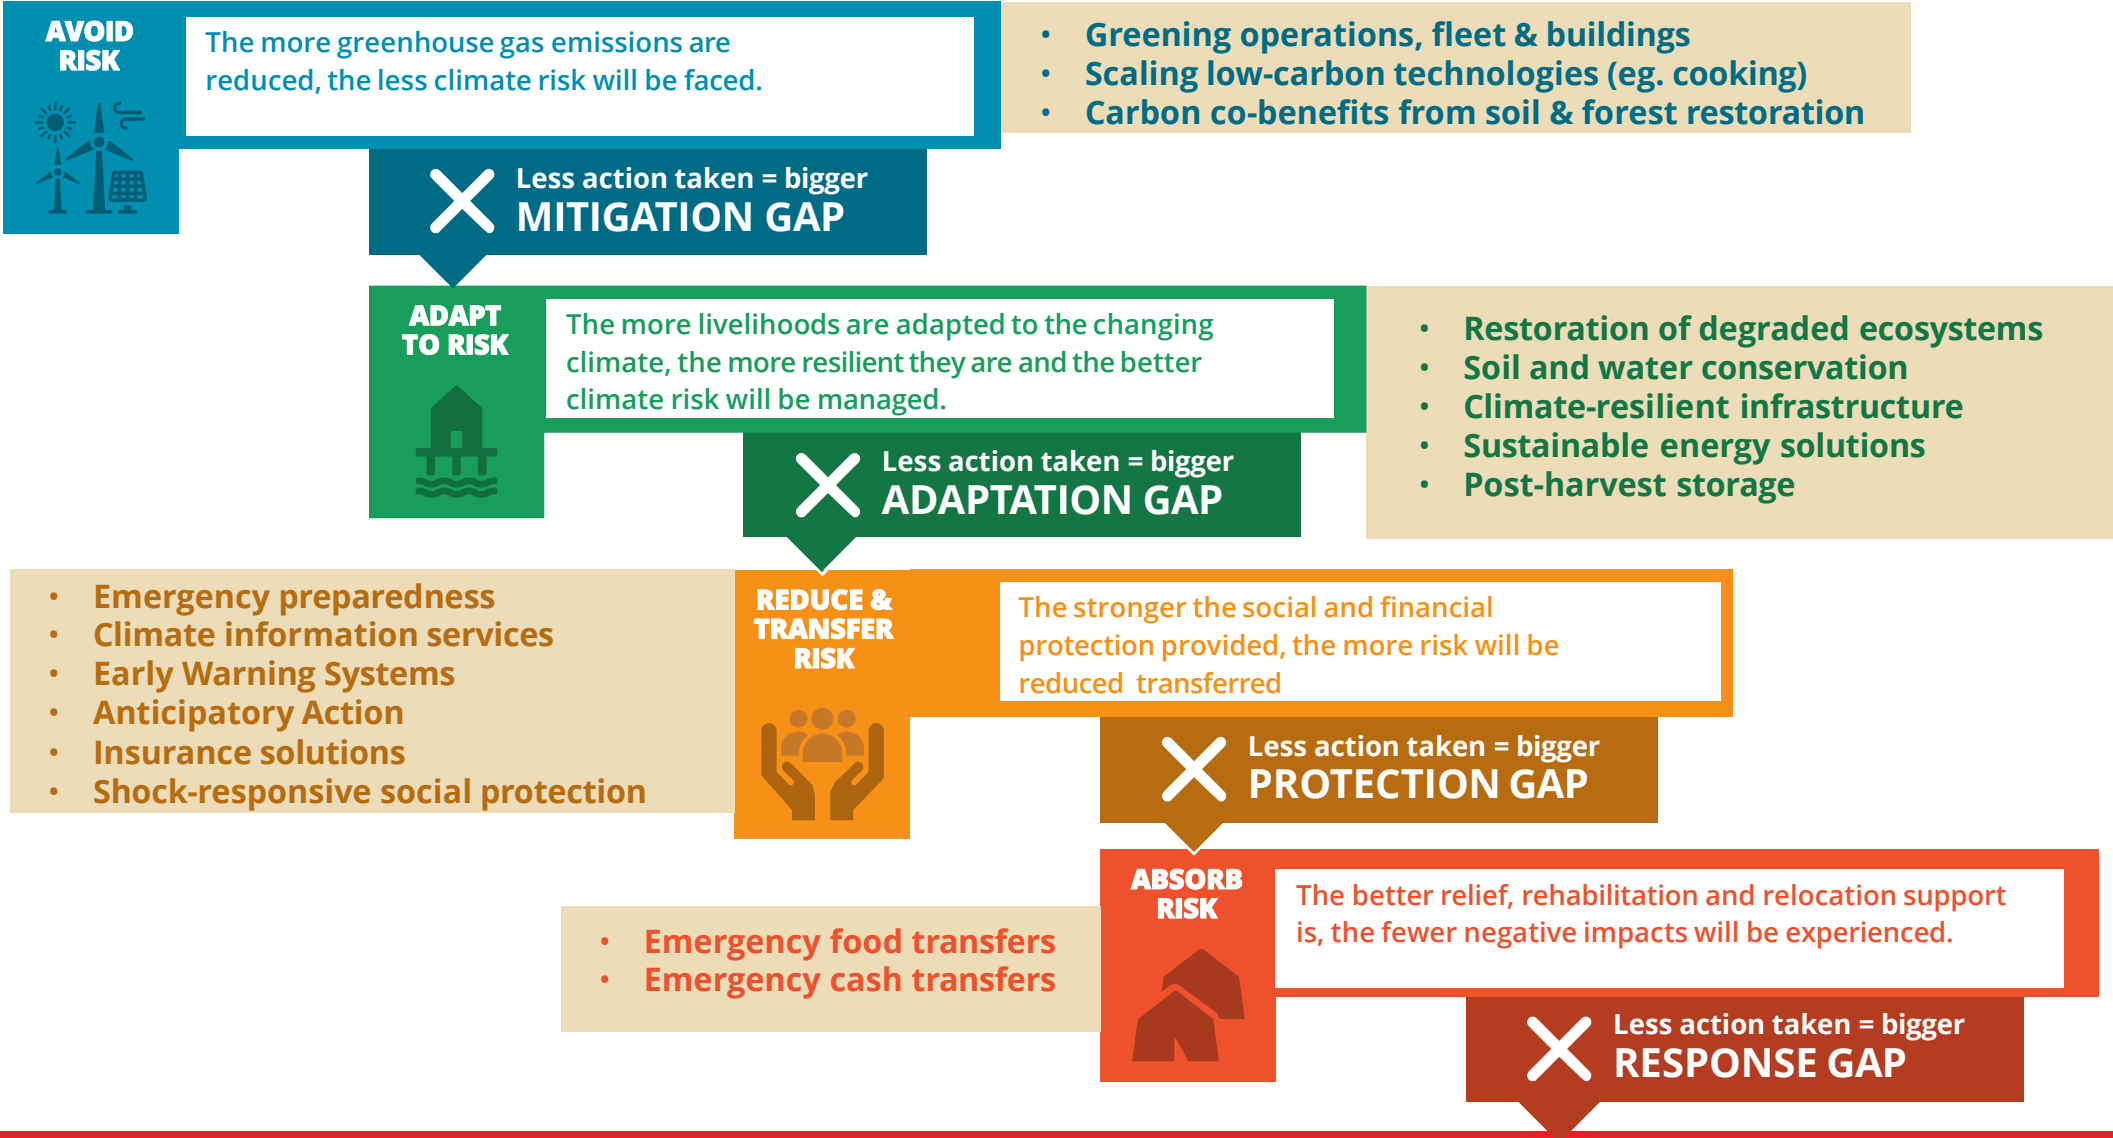 AVOID
RISK
The more greenhouse gas emissions are
reduced, the less climate risk will be faced.
• Greening operations, fleet & buildings
• Scaling low-carbon technologies (eg. cooking)
• Carbon co-benefits from soil & forest restoration
Less action taken = bigger
MITIGATION GAP
ADAPT
TO RISK
The more livelihoods are adapted to the changing
climate, the more resilient they are and the better
climate risk will be managed.
• Restoration of degraded ecosystems
• Soil and water conservation
• Climate-resilient infrastructure
• Sustainable energy solutions
• Post-harvest storage
Less action taken = bigger
ADAPTATION GAP
• Emergency preparedness
• Climate information services
• Early Warning Systems
• Anticipatory Action
• Insurance solutions
• Shock-responsive social protection
REDUCE &
TRANSFER
RISK
The stronger the social and financial
protection provided, the more risk will be
reduced transferred
Less action taken = bigger
PROTECTION GAP
• Emergency food transfers
• Emergency cash transfers
ABSORB
RISK
The better relief, rehabilitation and relocation support
is, the fewer negative impacts will be experienced.
Less action taken = bigger
RESPONSE GAP